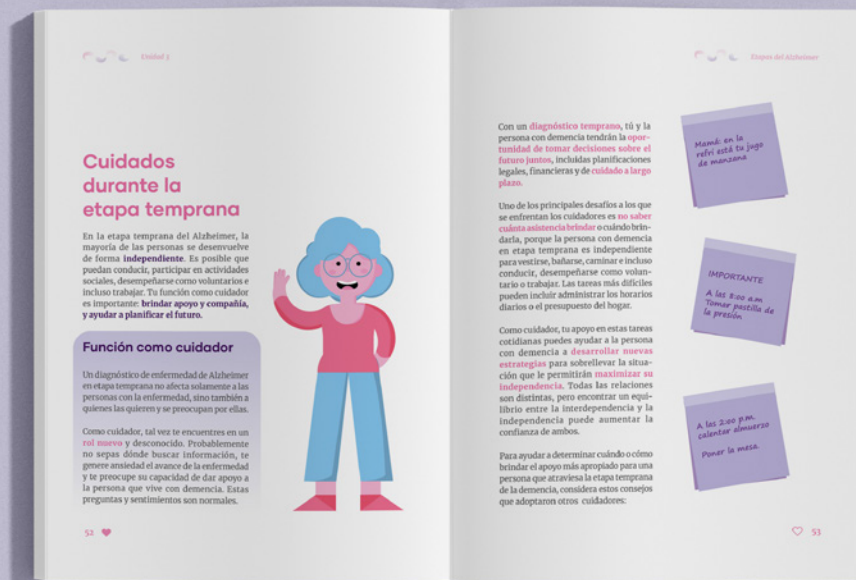 Unidad 3
Cuidados
durante la
etapa temprana
En la etapa temprana del Alzheimer, la
mayoría de las personas se desenvuelve
de forma independiente. Es posible que
puedan conducir, participar en actividades
sociales, desempeñarse como voluntarios e
incluso trabajar. Tu función como cuidador
es importante: brindar apoyo y compañía,
y ayudar a planificar el futuro.
Función como cuidador
Un diagnóstico de enfermedad de Alzheimer
en etapa temprana no afecta solamente a las
personas con la enfermedad, sino también a
quienes las quieren y se preocupan por ellas.
Como cuidador, tal vez te encuentres en un
rol nuevo y desconocido. Probablemente
no sepas dónde buscar información, te
genere ansiedad el avance de la enfermedad
y te preocupe su capacidad de dar apoyo a
la persona que vive con demencia. Estas
preguntas y sentimientos son normales.
52
Etapas del Alzheimer
Con un diagnóstico temprano, tú y la
persona con demencia tendrán la opor-
tunidad de tomar decisiones sobre el
futuro juntos, incluidas planificaciones
legales, financieras y de cuidado a largo
plazo.
Uno de los principales desafíos a los que
se enfrentan los cuidadores es no saber
cuánta asistencia brindar o cuándo brin-
darla, porque la persona con demencia
en etapa temprana es independiente
para vestirse, bañarse, caminar e incluso
conducir, desempeñarse como volun-
tario o trabajar. Las tareas más difíciles
pueden incluir administrar los horarios
diarios o el presupuesto del hogar.
Como cuidador, tu apoyo en estas tareas
cotidianas puedes ayudar a la persona
con demencia a desarrollar nuevas
estrategias para sobrellevar la situa-
ción que le permitirán maximizar su
independencia. Todas las relaciones
son distintas, pero encontrar un equi-
librio entre la interdependencia y la
independencia puede aumentar la
confianza de ambos.
Para ayudar a determinar cuándo o cómo
brindar el apoyo más apropiado para una
persona que atraviesa la etapa temprana
de la demencia, considera estos consejos
que adoptaron otros cuidadores:
Mamá: en la
refri está tu jugo
de manzana
IMPORTANTE
A las 8:00 a.m
Tomar pastilla de
la presión
A las 2:00 p.m.
calentar almuerzo
Poner la mesa.
53